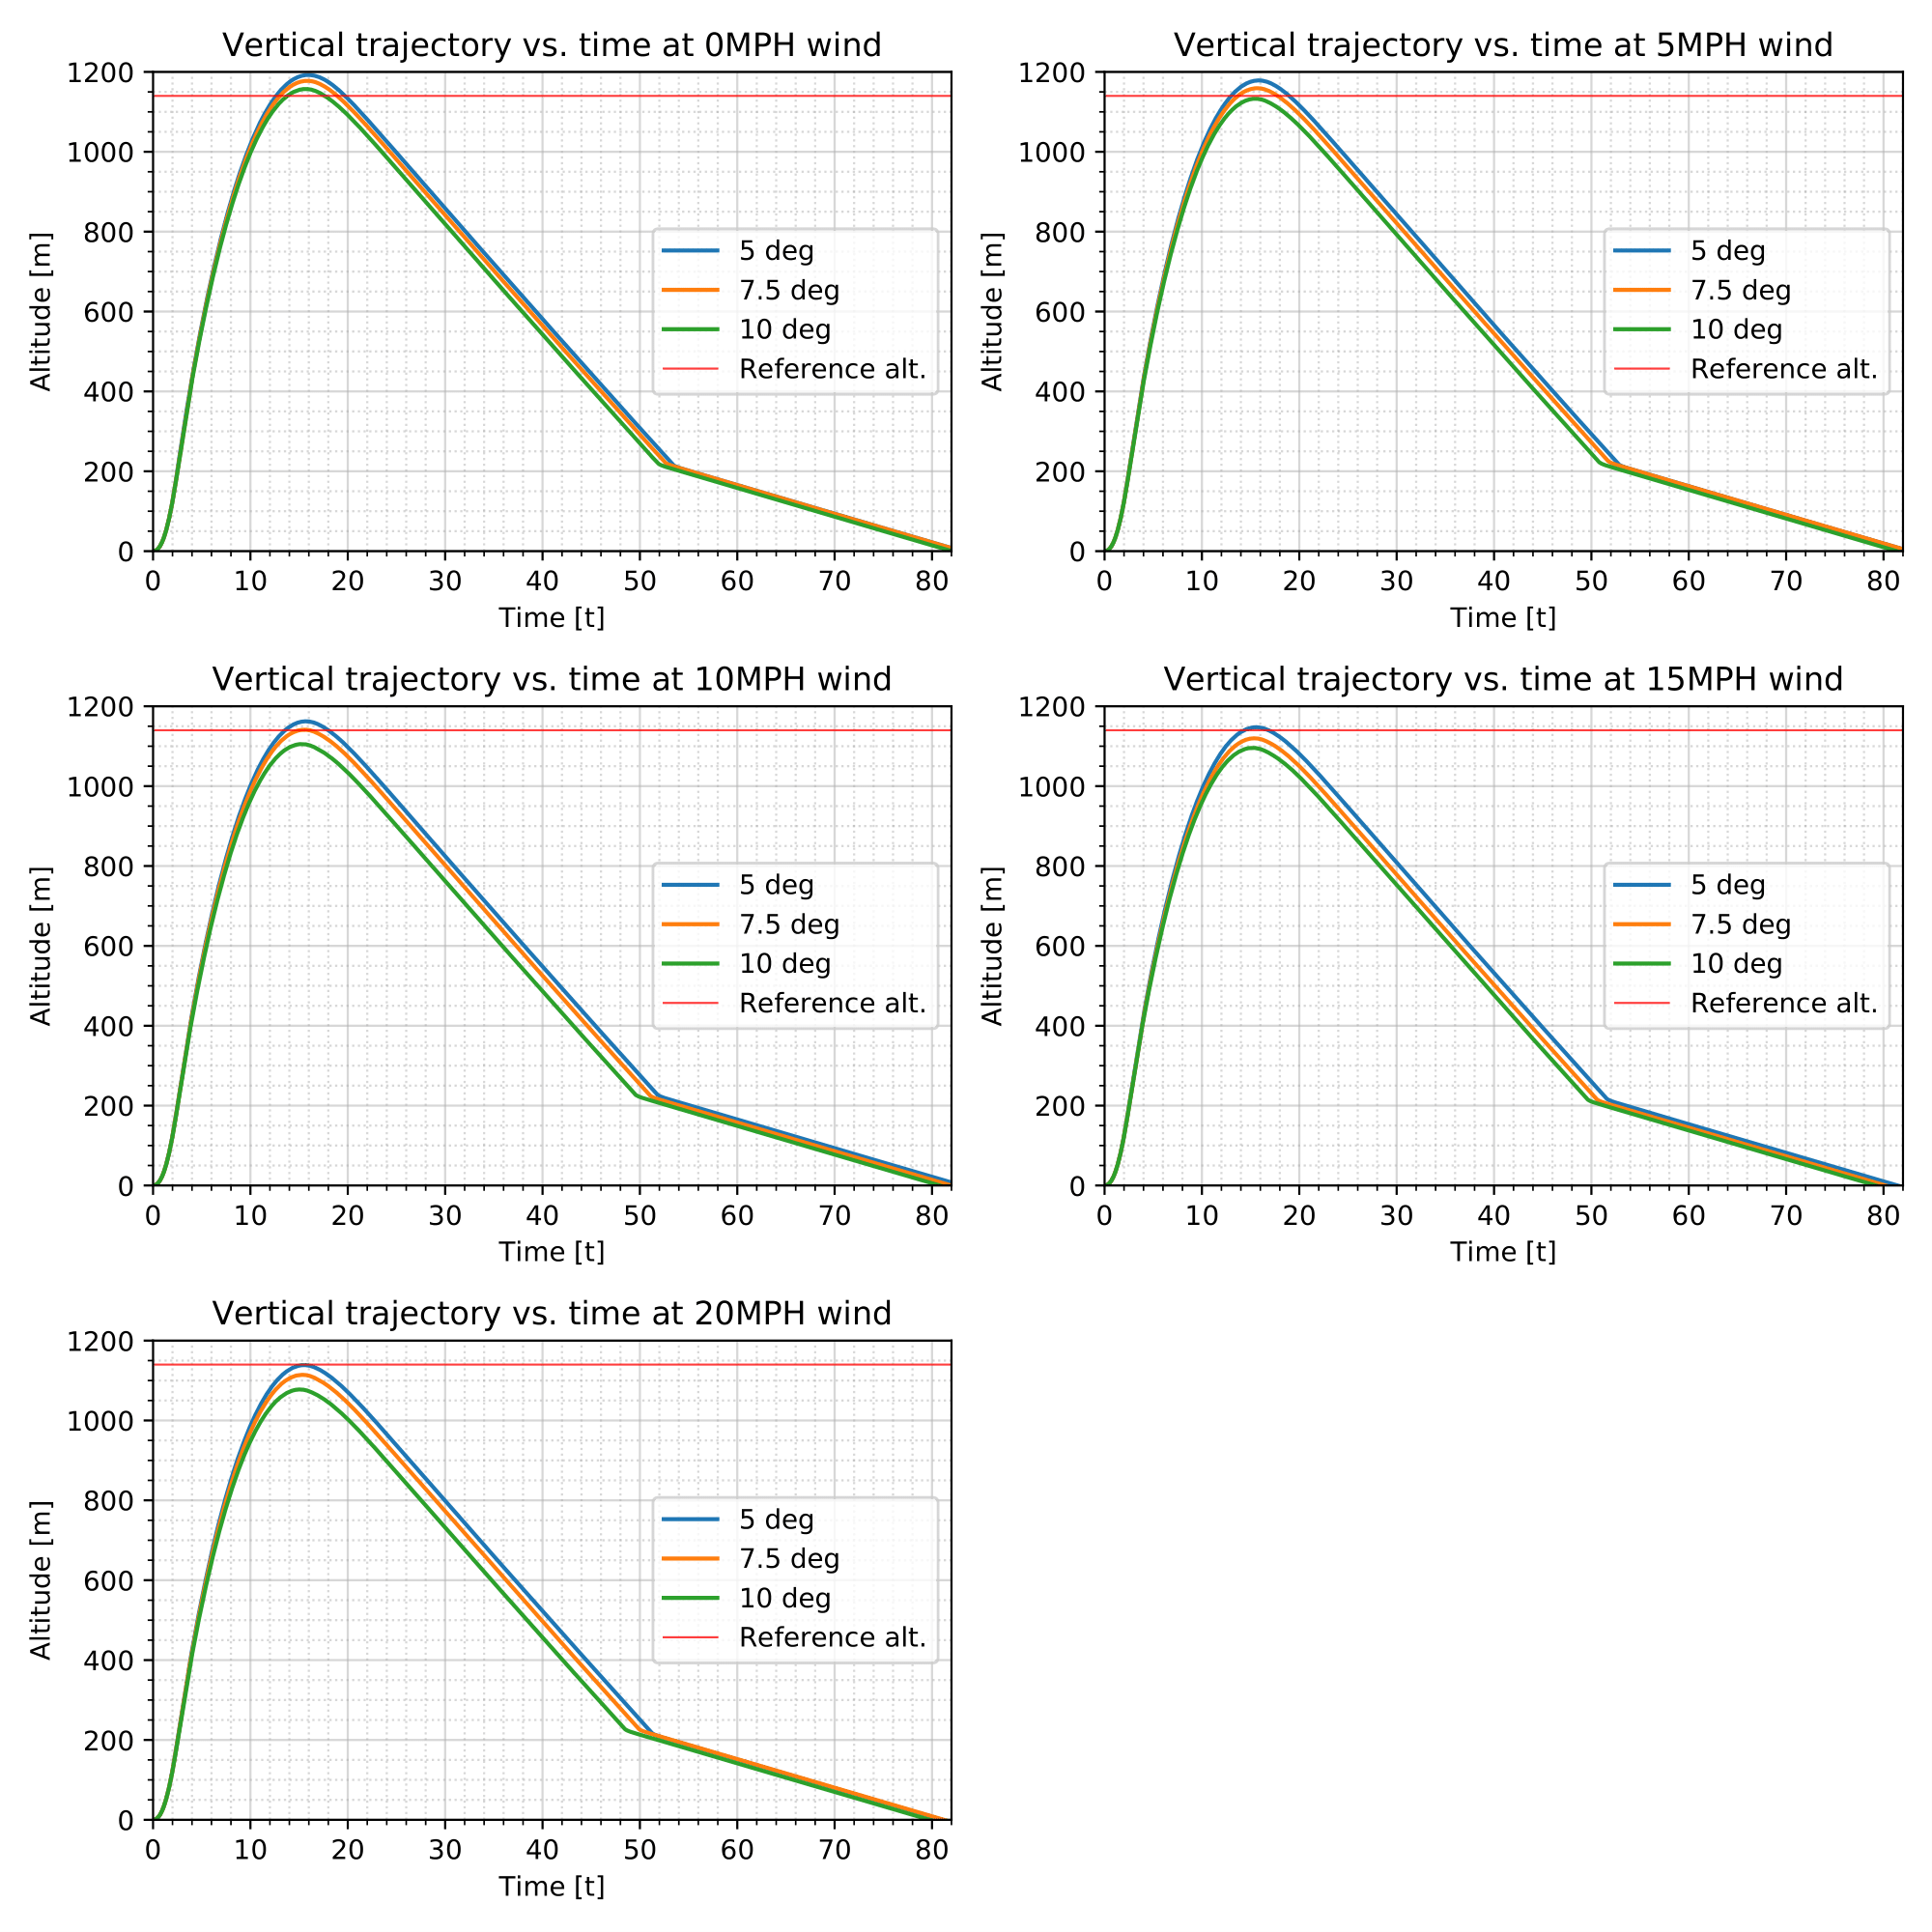 Vertical trajectory vs. time at 0MPH wind
1200
1000
800
600
400
200
0
Altitude [m]
0 10 20 30 40 50 60 70 80
Time [t]
5 deg
7.5 deg
10 deg
Reference alt.
Vertical trajectory vs. time at 5MPH wind
1200
1000
800
600
400
200
0
Altitude [m]
0 10 20 30 40 50 60 70 80
Time [t]
5 deg
7.5 deg
10 deg
Reference alt.
Vertical trajectory vs. time at 10MPH wind
1200
1000
800
600
400
200
0
Altitude [m]
0 10 20 30 40 50 60 70 80
Time [t]
5 deg
7.5 deg
10 deg
Reference alt.
Vertical trajectory vs. time at 15MPH wind
1200
1000
800
600
400
200
0
Altitude [m]
0 10 20 30 40 50 60 70 80
Time [t]
5 deg
7.5 deg
10 deg
Reference alt.
Vertical trajectory vs. time at 20MPH wind
1200
1000
800
600
400
200
0
Altitude [m]
0 10 20 30 40 50 60 70 80
Time [t]
5 deg
7.5 deg
10 deg
Reference alt.